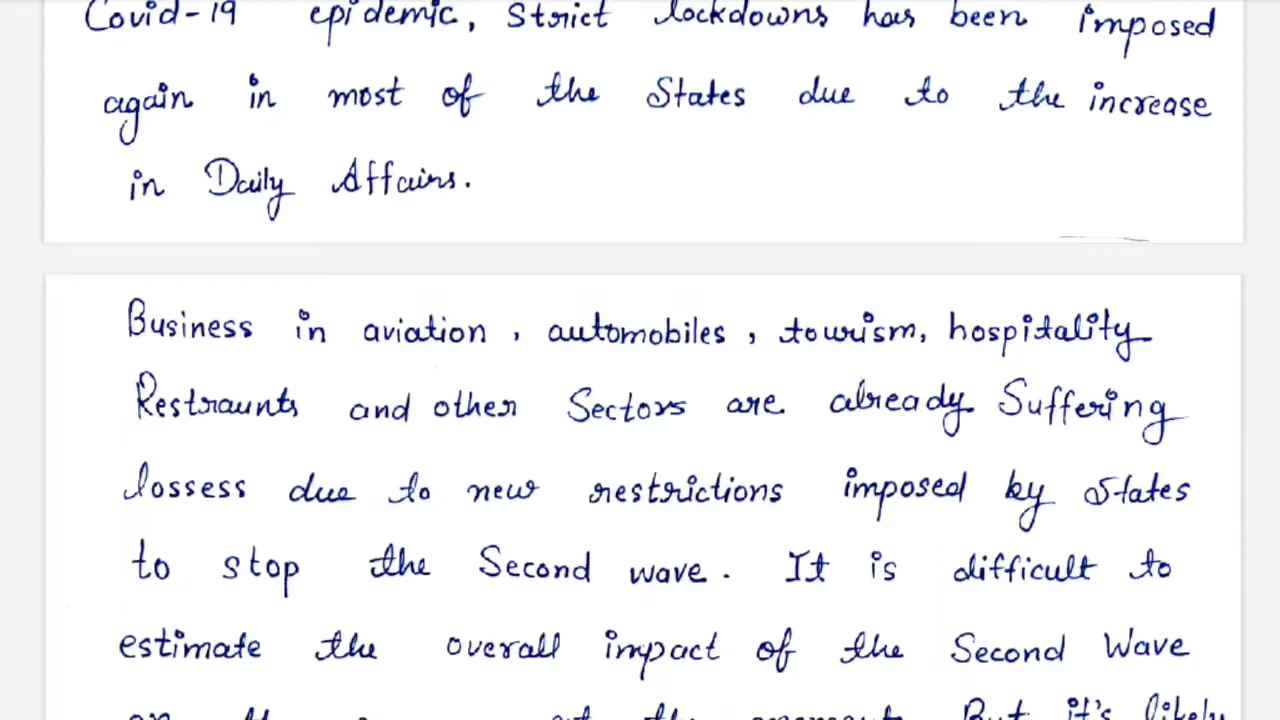 Covid-19 epidemic, Strict lockdowns has been imposed
again in most of the States due to the increase
in Daily Affairs.
Business in aviation, automobiles, tourism, hospitality
Restraunts and other Sectors are already Suffering
lossess due to new restrictions imposed by States
to stop the Second wave. It is difficult to
estimate the overall impact of the Second Wave
But it's likely